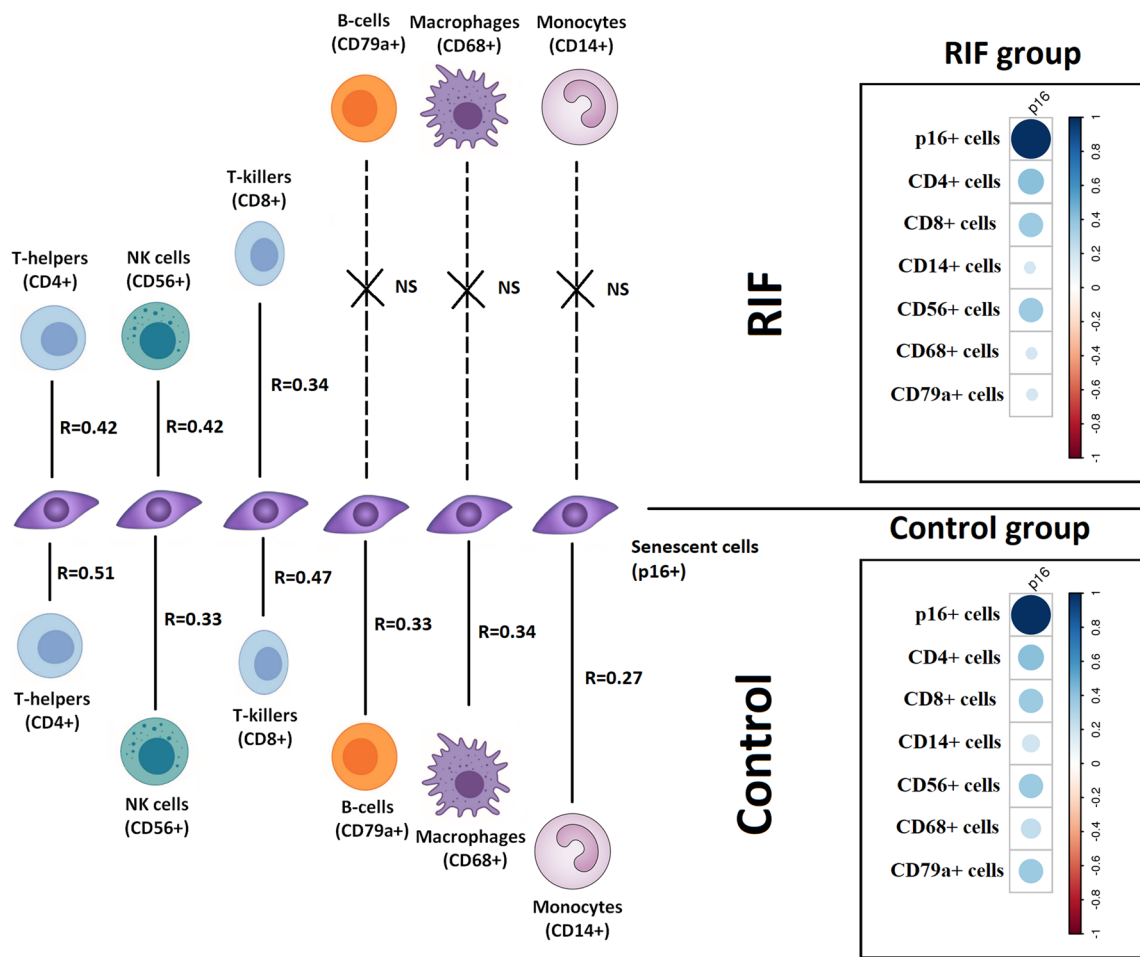 B-cells
(CD79a+)
Macrophages
(CD68+)
Monocytes
(CD14+)
T-killers
(CD8+)
T-helpers
(CD4+)
NK cells
(CD56+)
NS
NS
NS
R=0.34
R=0.42
R=0.42
RIF
Senescent cells
(p16+)
R=0.51
R=0.47
R=0.33
R=0.33
R=0.34
R=0.27
T-helpers
(CD4+)
T-killers
(CD8+)
NK cells
(CD56+)
B-cells
(CD79a+)
Macrophages
(CD68+)
Monocytes
(CD14+)
Control
RIF group
p16
p16+ cells
CD4+ cells
CD8+ cells
CD14+ cells
CD56+ cells
CD68+ cells
CD79a+ cells
1
0.8
0.6
0.4
0.2
0
-0.2
-0.4
-0.6
-0.8
-1
Control group
p16
p16+ cells
CD4+ cells
CD8+ cells
CD14+ cells
CD56+ cells
CD68+ cells
CD79a+ cells
1
0.8
0.6
0.4
0.2
0
-0.2
-0.4
-0.6
-0.8
-1